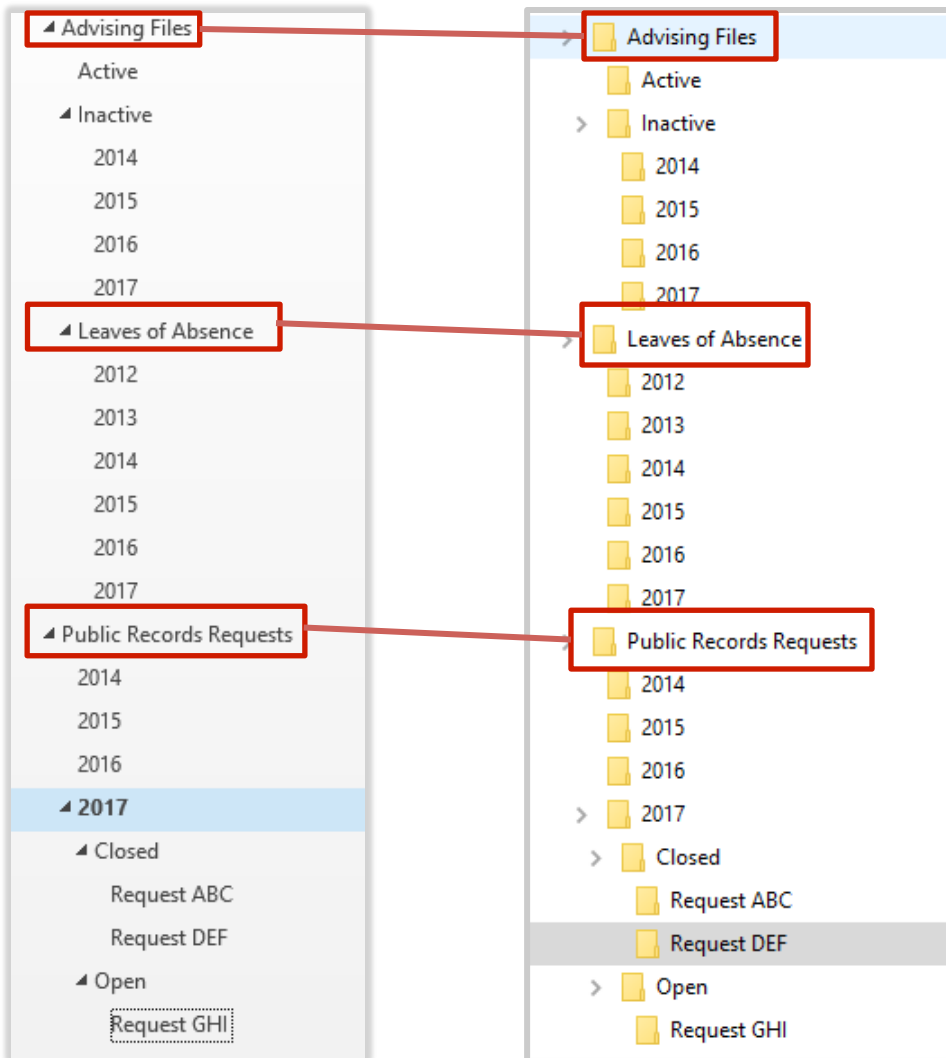 Advising Files
Active
Inactive
2014
2015
2016
2017
Leaves of Absence
2012
2013
2014
2015
2016
2017
Public Records Requests
2014
2015
2016
2017
Closed
Request ABC
Request DEF
Open
Request GHI
Advising Files
Active
Inactive
2014
2015
2016
2017
Leaves of Absence
2012
2013
2014
2015
2016
2017
Public Records Requests
2014
2015
2016
2017
Closed
Request ABC
Request DEF
Open
Request GHI